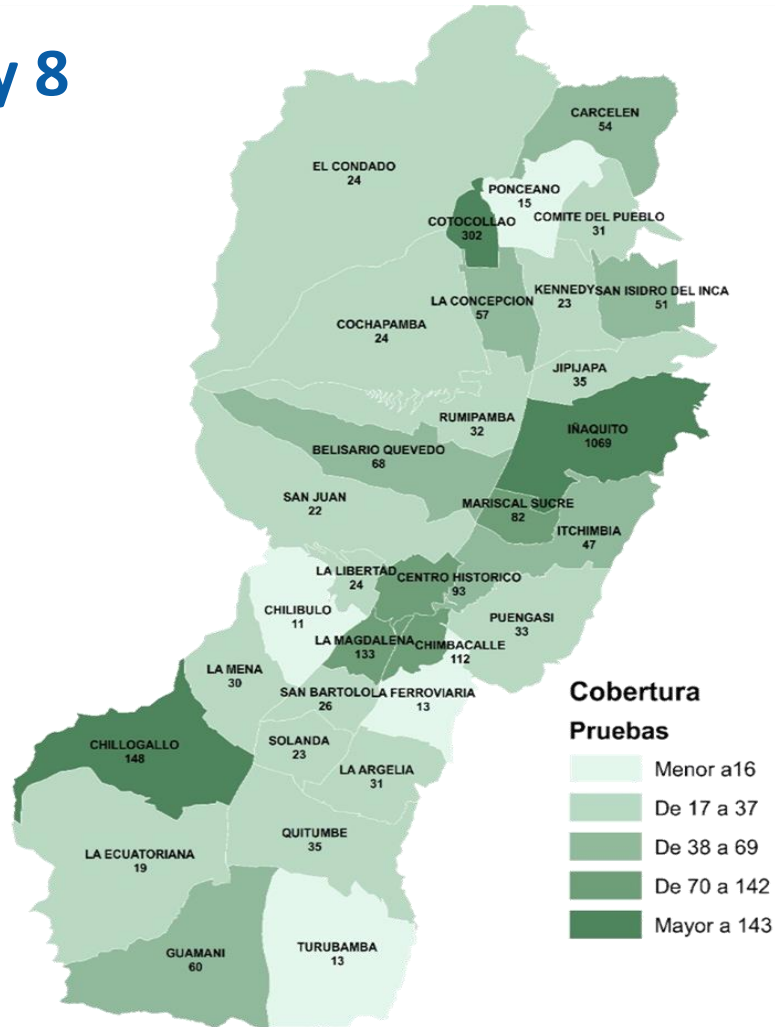 y 8
CARCELEN
54
EL CONDADO
24
PONCEANO
15
COTOCOLLAO
302
COMITE DEL PUEBLO
31
LA CONCEPCION
57
KENNEDY
23
SAN ISIDRO DEL INCA
51
COCHAPAMBA
24
JIPIJAPA
35
RUMIPAMBA
32
IÑAQUITO
1069
BELISARIO QUEVEDO
68
SAN JUAN
22
MARISCAL SUCRE
82
ITCHIMBIA
47
LA LIBERTAD
24
CENTRO HISTORICO
93
CHILIBULO
11
PUENGASI
33
LA MAGDALENA
133
CHIMBACALLE
112
LA MENA
30
SAN BARTOLO
26
LA FERROVIARIA
13
CHILLOGALLO
148
SOLANDA
23
LA ARGELIA
31
QUITUMBE
35
LA ECUATORIANA
19
GUAMANI
60
TURUBAMBA
13
Cobertura
Pruebas
Menor a16
De 17 a 37
De 38 a 69
De 70 a 142
Mayor a 143